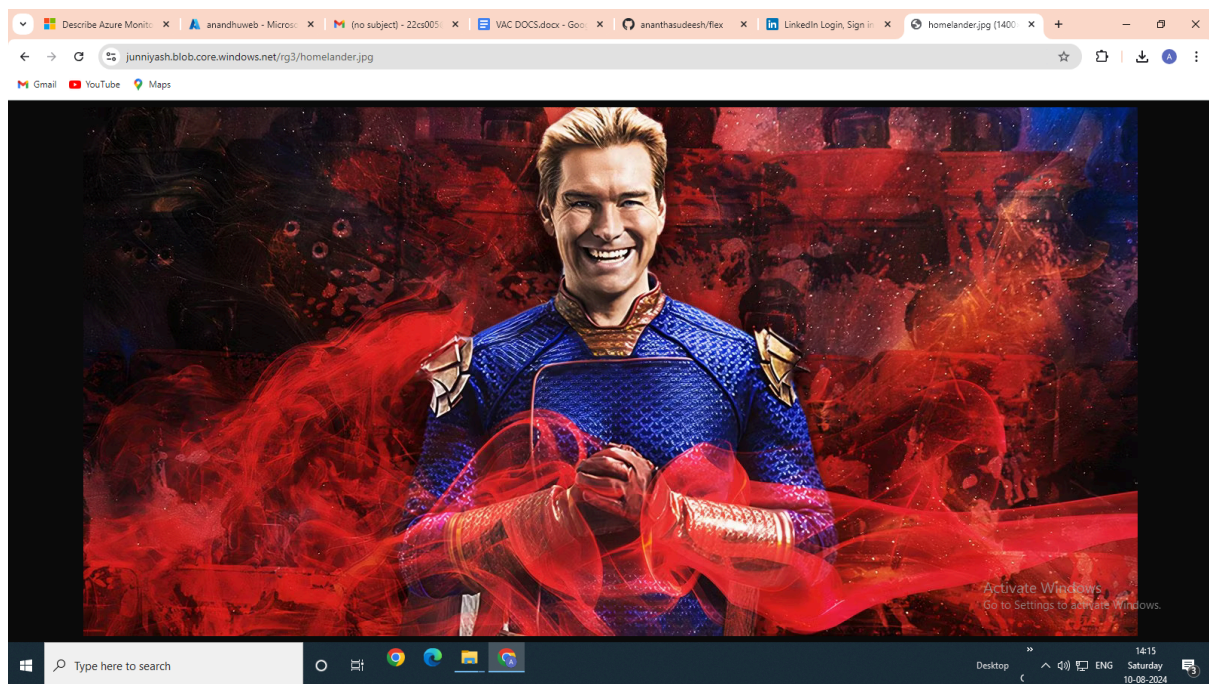 Describe Azure Monito
anandhuweb - Microso
(no subject) - 22cs005
VAC DOCS.docx - Goo
ananthasudeesh/flex
LinkedIn Login, Sign in
homelander.jpg (1400
junniyash.blob.core.windows.net/rg3/homelander.jpg
A
Gmail
YouTube
Maps
Activate Windows
Go to Settings to activate Windows.
Type here to search
Desktop
ENG
14:15
Saturday
10-08-2024
3